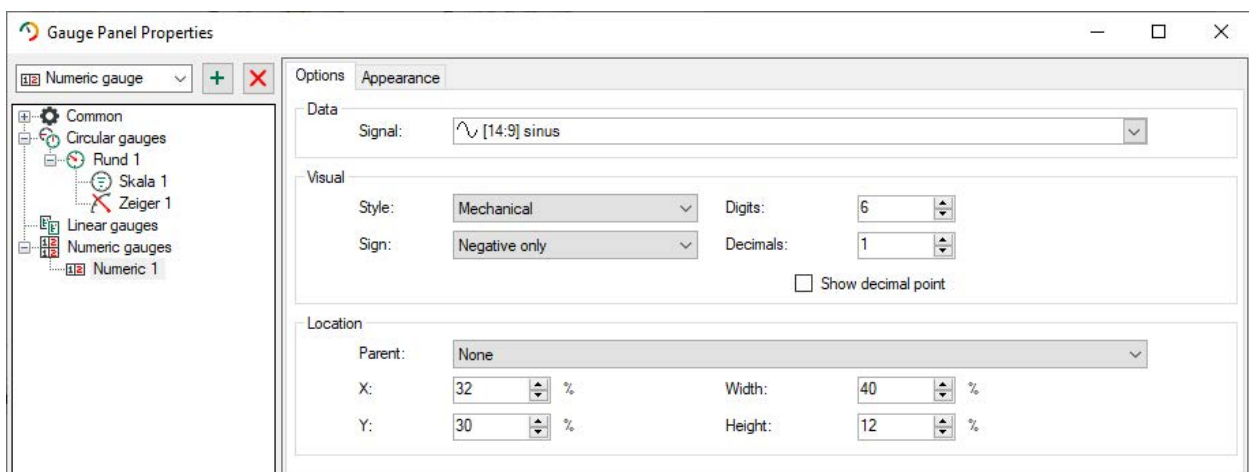 Gauge Panel Properties
Numeric gauge
Common
Circular gauges
Rund 1
Skala 1
Zeiger 1
Linear gauges
Numeric gauges
Numeric 1
Options Appearance
Data
Signal: [14:9] sinus
Visual
Style: Mechanical Digits: 6
Sign: Negative only Decimals: 1
Show decimal point
Location
Parent: None
X: 32 % Width: 40 %
Y: 30 % Height: 12 %